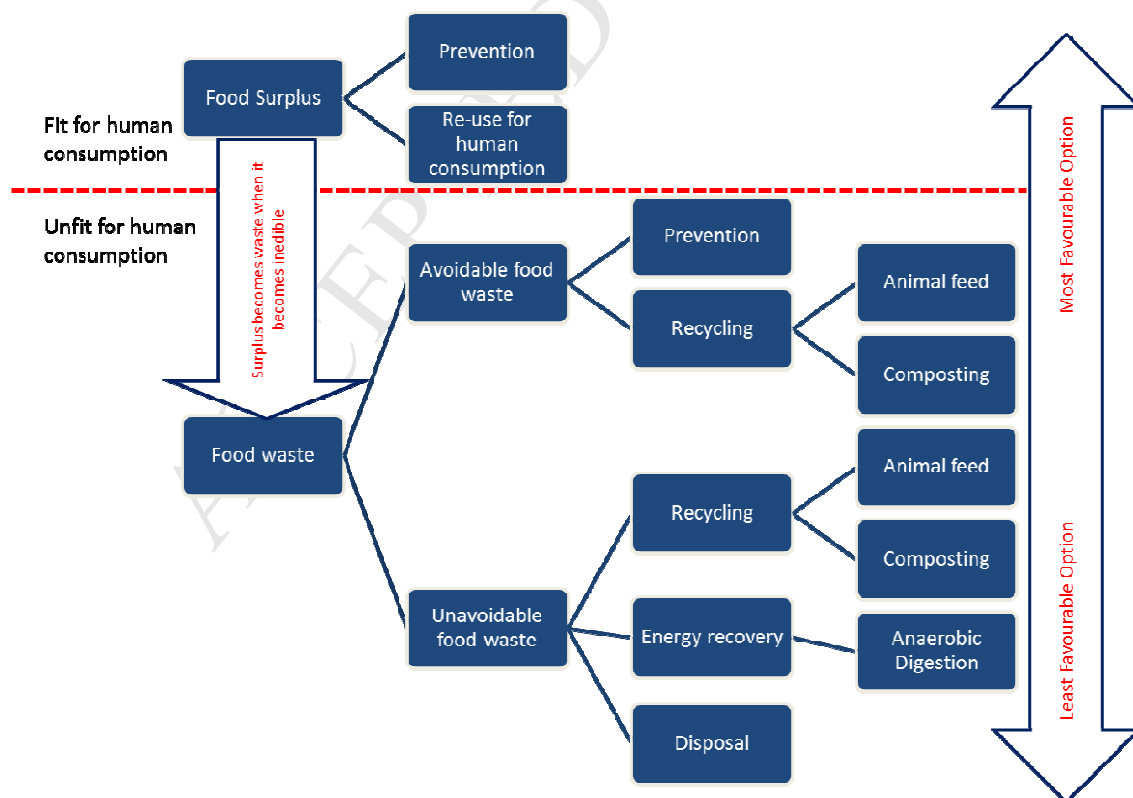 Prevention
Food Surplus
Re-use for
human
consumption
Fit for human
consumption
Surplus becomes waste when it
becomes inedible
Unfit for human
consumption
Avoidable food
waste
Prevention
Recycling
Animal feed
Composting
Food waste
Recycling
Animal feed
Composting
Unavoidable
food waste
Energy recovery
Anaerobic
Digestion
Disposal
Most Favourable Option
Least Favourable Option